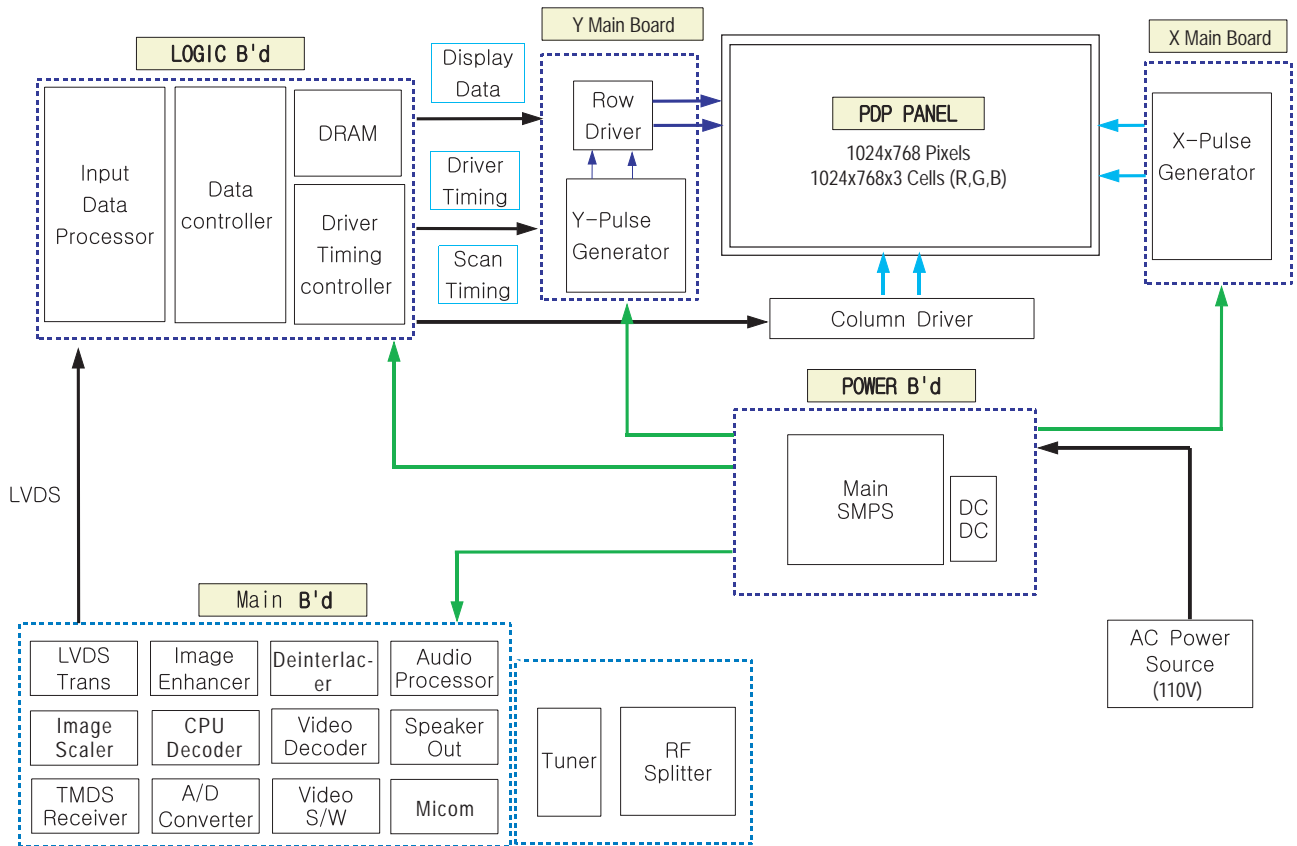 LOGIC B'd
Input
Data
Processor
Data
controller
DRAM
Driver
Timing
controller
Display
Data
Driver
Timing
Scan
Timing
Y Main Board
Row
Driver
Y-Pulse
Generator
PDP PANEL
1024x768 Pixels
1024x768x3 Cells (R,G,B)
X Main Board
X-Pulse
Generator
Column Driver
POWER B'd
Main
SMPS
DC
DC
LVDS
AC Power
Source
(110V)
Main B'd
LVDS
Trans
Image
Enhancer
Deinterlac-
er
Audio
Processor
Image
Scaler
CPU
Decoder
Video
Decoder
Speaker
Out
TMDS
Receiver
A/D
Converter
Video
S/W
Micom
Tuner
RF
Splitter